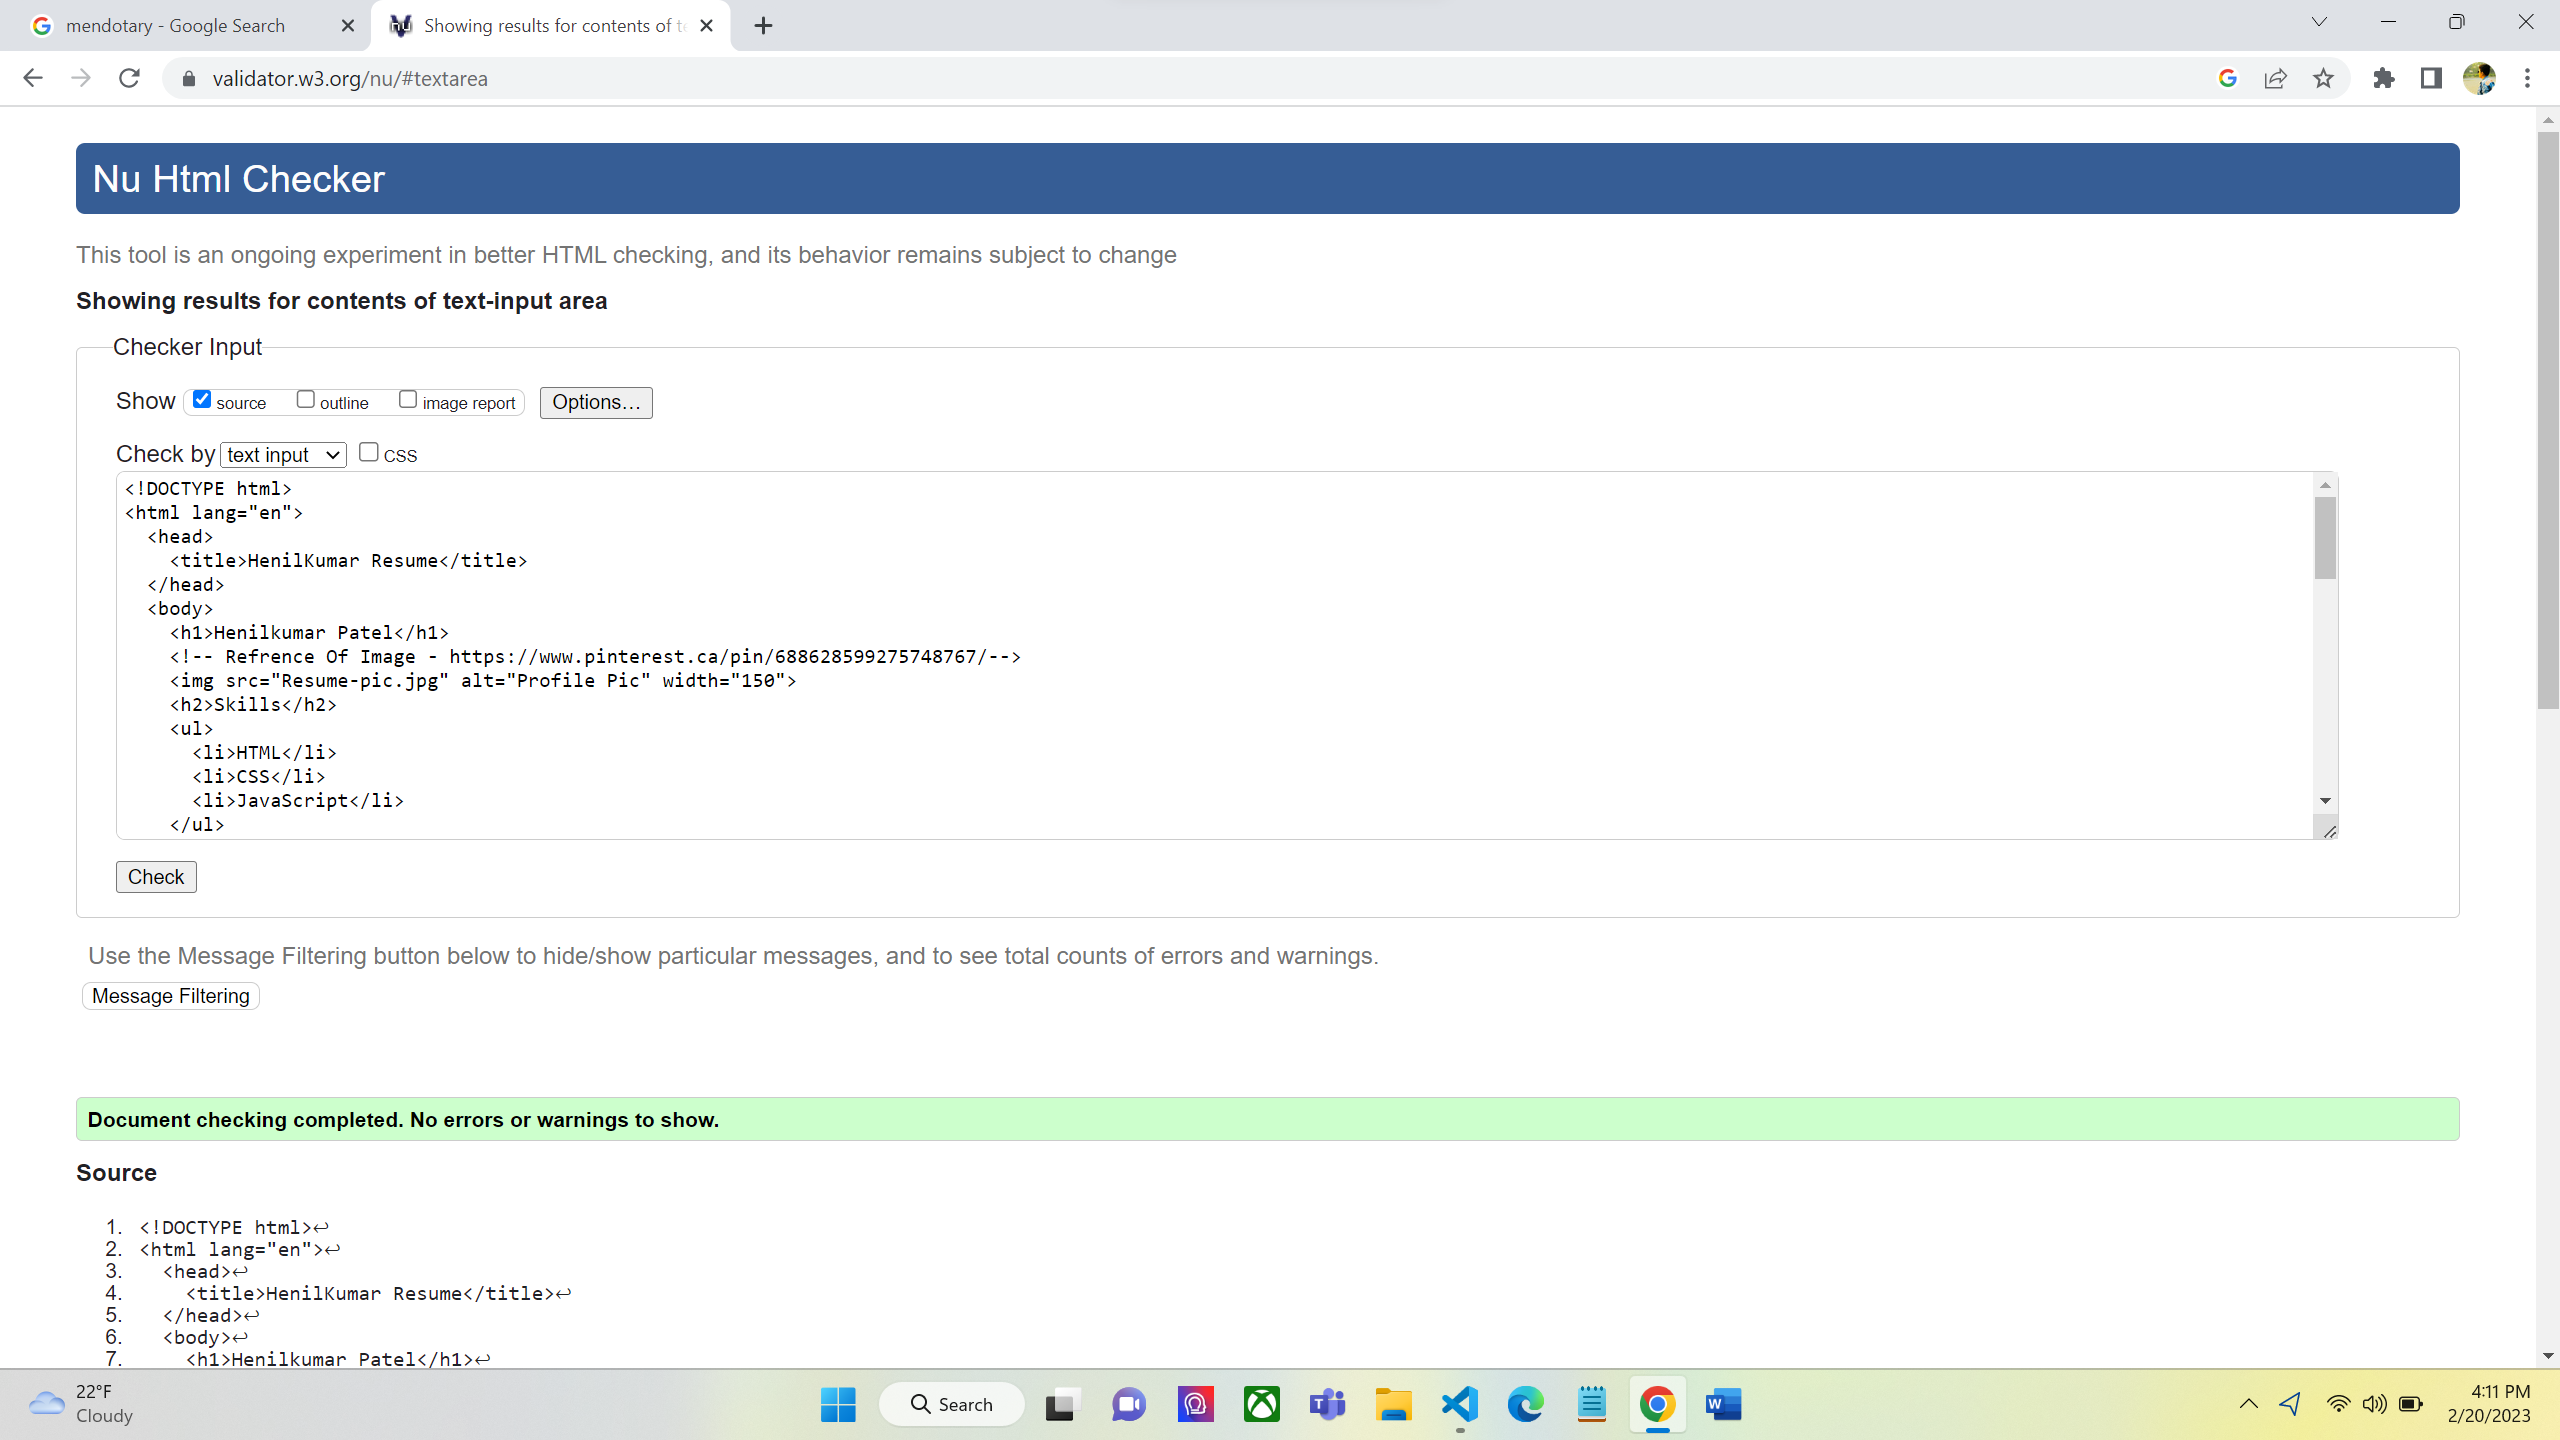 mendotary - Google Search
Showing results for contents of te
validator.w3.org/nu/#textarea
Nu Html Checker
This tool is an ongoing experiment in better HTML checking, and its behavior remains subject to change
Showing results for contents of text-input area
Checker Input
Show source outline image report Options...
Check by text input CSS
<!DOCTYPE html>
<html lang="en">
<head>
<title>HenilKumar Resume</title>
</head>
<body>
<h1>Henilkumar Patel</h1>
<!-- Refrence Of Image - https://www.pinterest.ca/pin/688628599275748767/-->
<img src="Resume-pic.jpg" alt="Profile Pic" width="150">
<h2>Skills</h2>
<ul>
<li>HTML</li>
<li>CSS</li>
<li>JavaScript</li>
</ul>
Check
Use the Message Filtering button below to hide/show particular messages, and to see total counts of errors and warnings.
Message Filtering
Document checking completed. No errors or warnings to show.
Source
1. <!DOCTYPE html>↩
2. <html lang="en">↩
3. <head>↩
4. <title>HenilKumar Resume</title>↩
5. </head>↩
6. <body>↩
7. <h1>Henilkumar Patel</h1>↩
22°F
Cloudy
Search
4:11 PM
2/20/2023